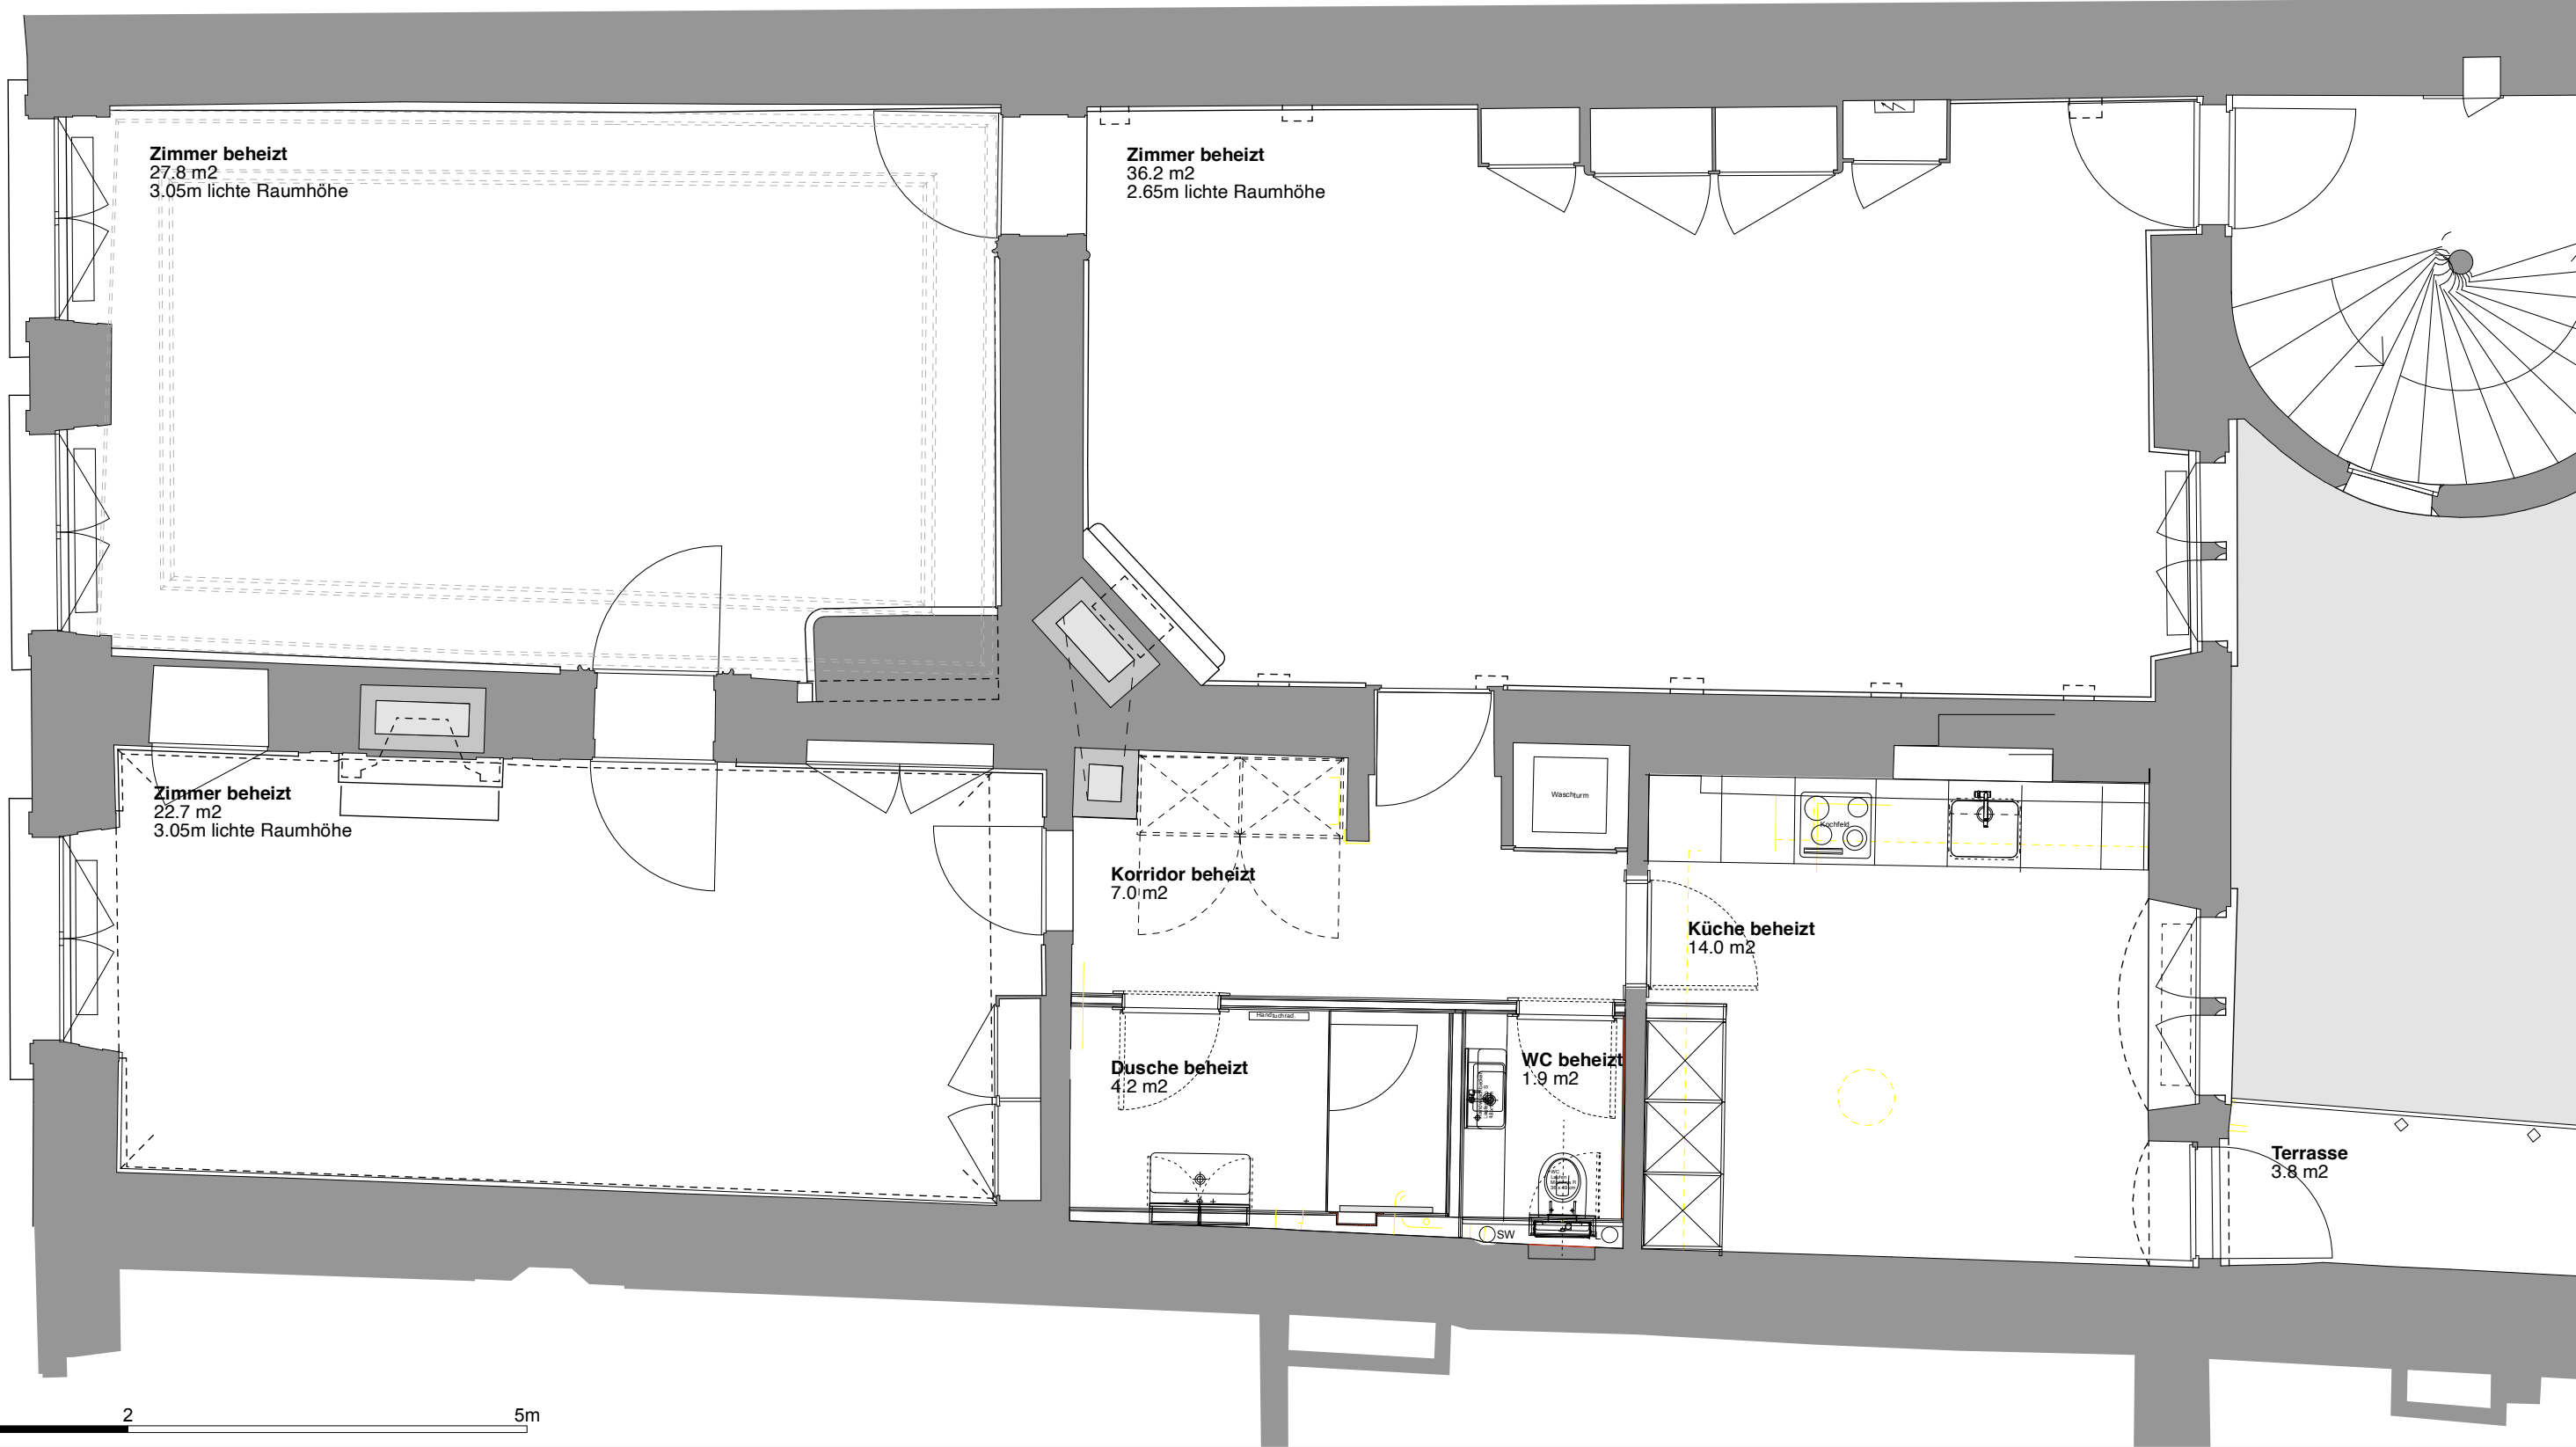 Zimmer beheizt
27.8 m2
3.05m lichte Raumhöhe
Zimmer beheizt
36.2 m2
2.65m lichte Raumhöhe
Zimmer beheizt
22.7 m2
3.05m lichte Raumhöhe
Waschturm
Kochfeld
Korridor beheizt
7.0 m2
Küche beheizt
14.0 m2
Handtuchrad.
Dusche beheizt
4.2 m2
WC beheizt
1.9 m2
Terrasse
3.8 m2
WC
SW
2
5m